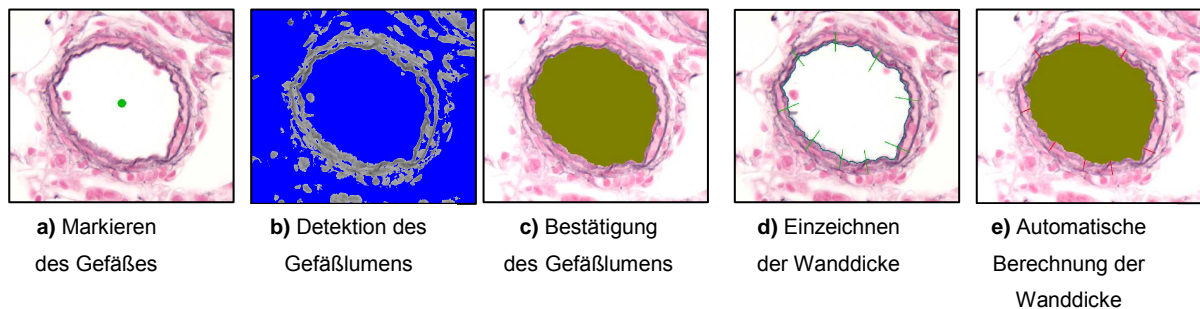 a) Markieren
des Gefäßes
b) Detektion des
Gefäßlumens
c) Bestätigung
des Gefäßlumens
d) Einzeichnen
der Wanddicke
e) Automatische
Berechnung der
Wanddicke